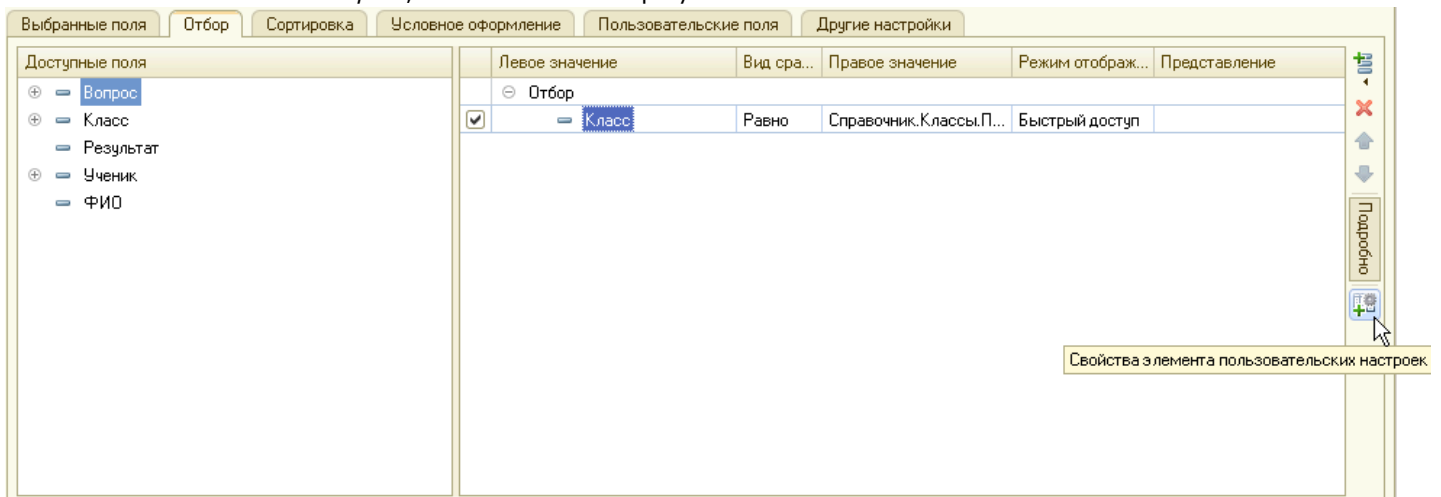 Выбранные поля Отбор Сортировка Условное оформление Пользовательские поля Другие настройки
Доступные поля
Вопрос
Класс
Результат
Ученик
ФИО
Левое значение Вид сра... Правое значение Режим отображ... Представление
Отбор
Класс Равно Справочник.Классы.П... Быстрый доступ
Подробно
Свойства элемента пользовательских настроек